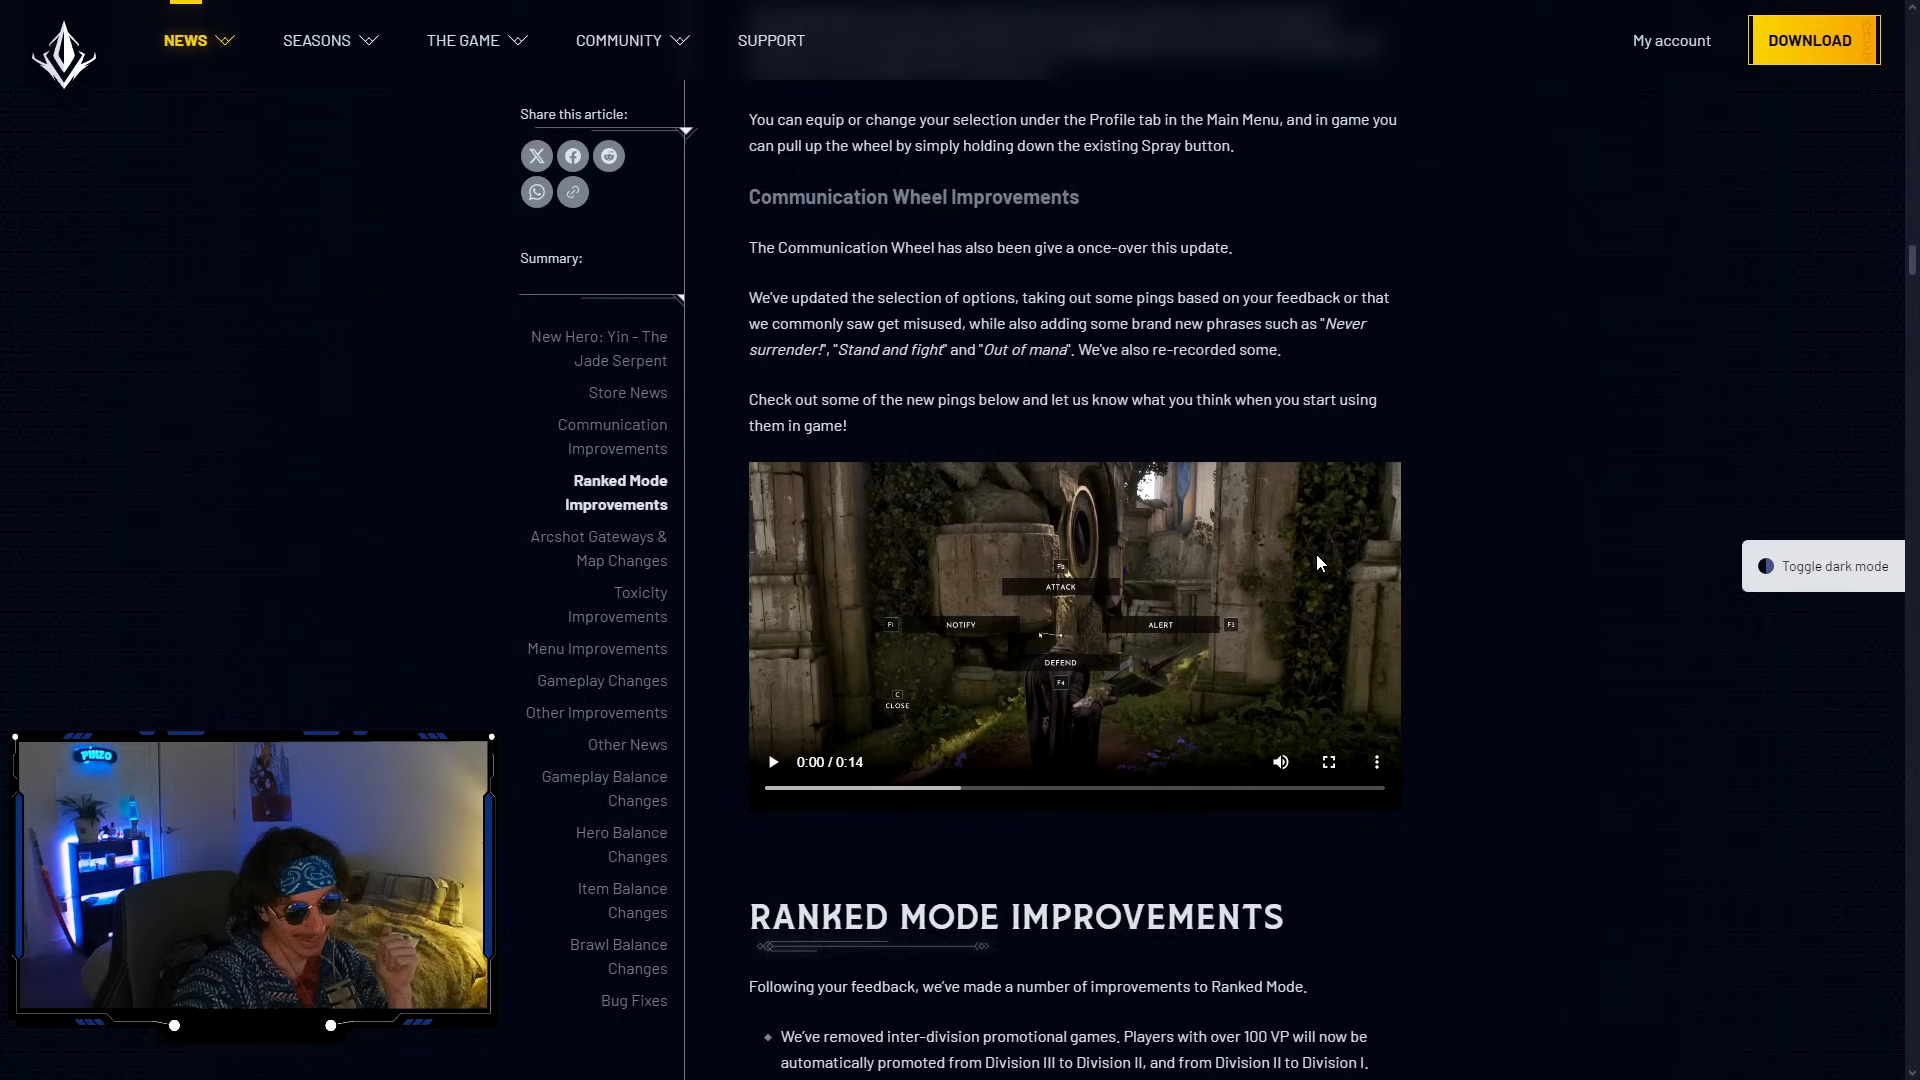 NEWS
SEASONS
THE GAME
COMMUNITY
SUPPORT
My account
DOWNLOAD
Share this article:
Summary:
New Hero: Yin - The
Jade Serpent
Store News
Communication
Improvements
Ranked Mode
Improvements
Arcshot Gateways &
Map Changes
Toxicity
Improvements
Menu Improvements
Gameplay Changes
Other Improvements
Other News
Gameplay Balance
Changes
Hero Balance
Changes
Item Balance
Changes
Brawl Balance
Changes
Bug Fixes
You can equip or change your selection under the Profile tab in the Main Menu, and in game you
can pull up the wheel by simply holding down the existing Spray button.
Communication Wheel Improvements
The Communication Wheel has also been give a once-over this update.
We've updated the selection of options, taking out some pings based on your feedback or that
we commonly saw get misused, while also adding some brand new phrases such as "Never
surrender!", "Stand and fight" and "Out of mana". We've also re-recorded some.
Check out some of the new pings below and let us know what you think when you start using
them in game!
F2
ATTACK
F1
NOTIFY
ALERT
F3
DEFEND
F4
C
CLOSE
0:00 / 0:14
RANKED MODE IMPROVEMENTS
Following your feedback, we've made a number of improvements to Ranked Mode.
We've removed inter-division promotional games. Players with over 100 VP will now be
automatically promoted from Division III to Division II, and from Division II to Division I.
Toggle dark mode
PINZO